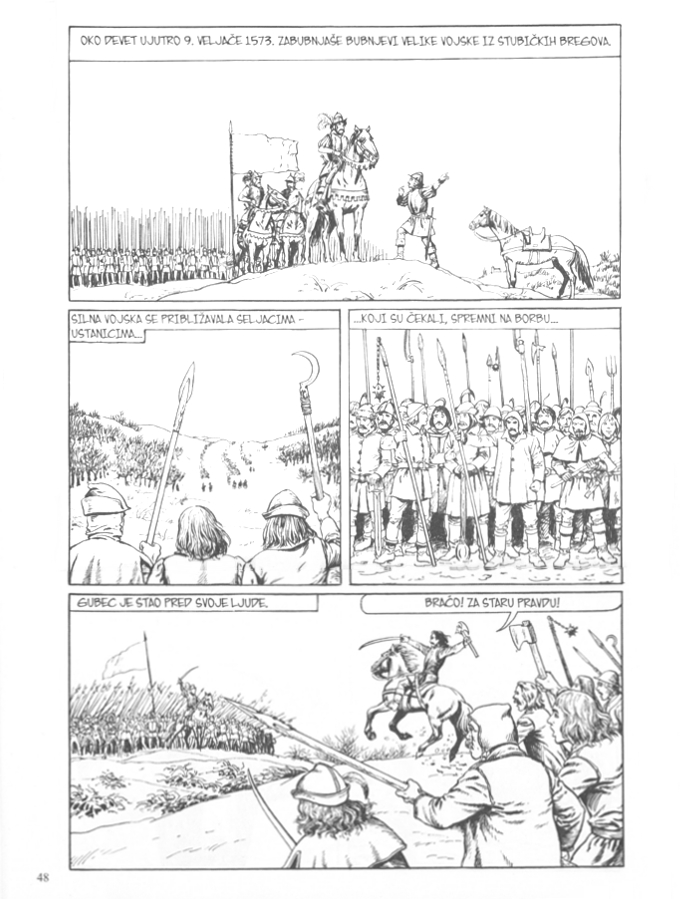 OKO DEVET UJUTRO 9. VELJAČE 1573. ZABUBNJAŠE BUBNJEVI VELIKE VOJSKE IZ STUBIČKIH BREGOVA.
SILNA VOJSKA SE PRIBLIŽAVALA SELJACIMA -
USTANICIMA...
...KOJI SU ČEKALI, SPREMNI NA BORBU...
GUBEC JE STAO PRED SVOJE LJUDE.
BRAĆO! ZA STARU PRAVDU!
48